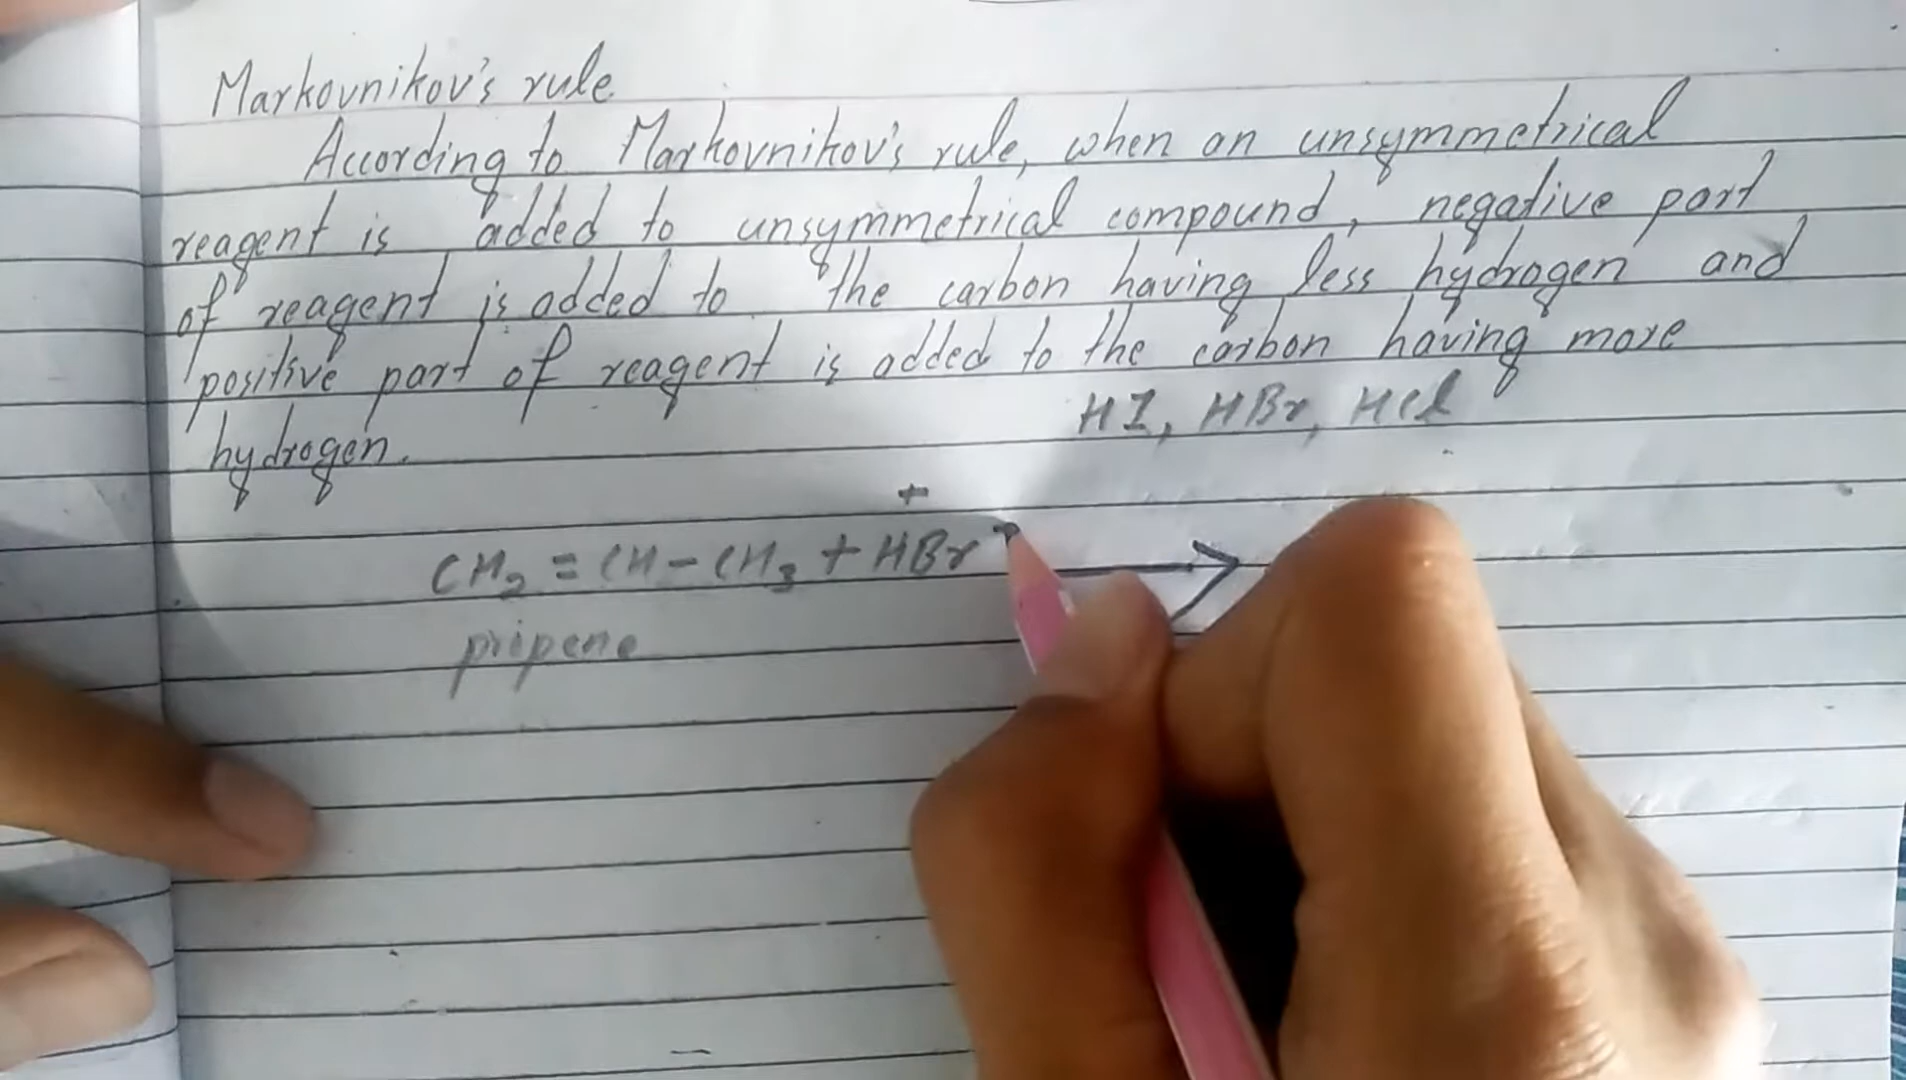 Markovnikov's rule
According to Markovnikov's rule, when an unsymmetrical
reagent is added to unsymmetrical compound, negative part
of reagent is added to the carbon having less hydrogen and
positive part of reagent is added to the carbon having more
hydrogen.
HI, HBr, HCl
+ -
CH₂ = CH - CH₃ + HBr →
propene